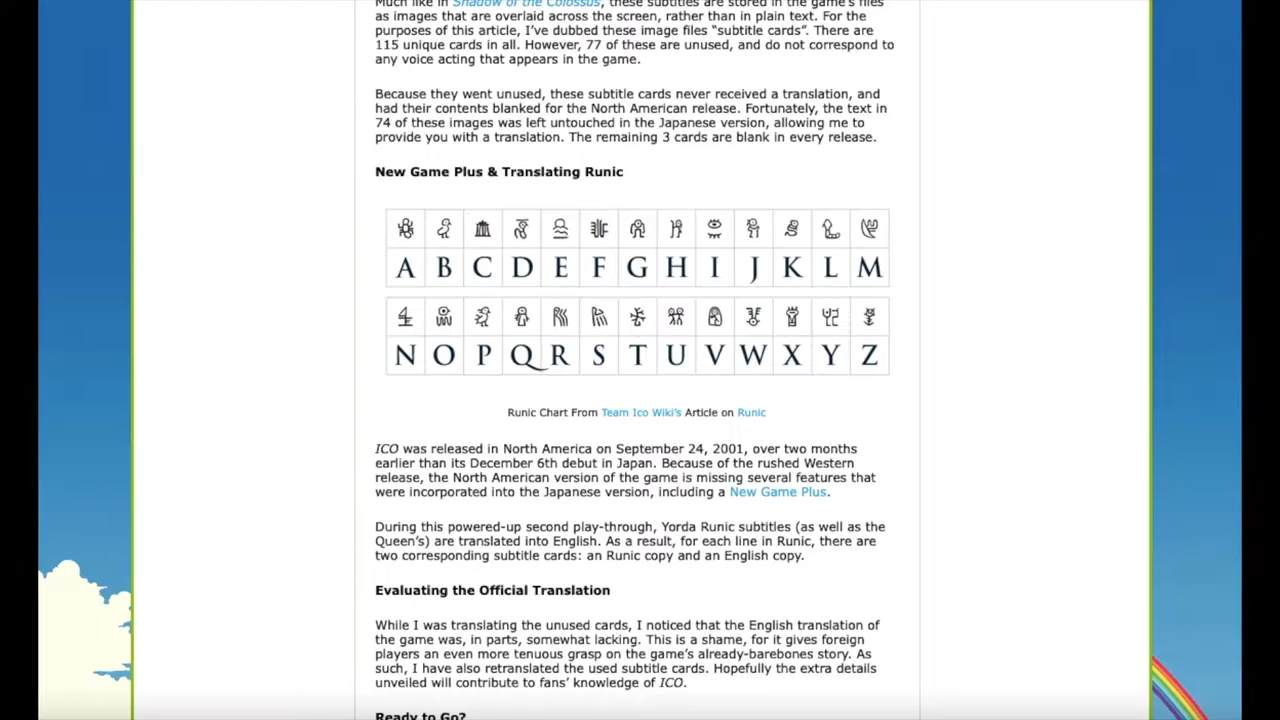 Much like in Shadow of the Colossus, these subtitles are stored in the game's files
as images that are overlaid across the screen, rather than in plain text. For the
purposes of this article, I've dubbed these image files "subtitle cards". There are
115 unique cards in all. However, 77 of these are unused, and do not correspond to
any voice acting that appears in the game.
Because they went unused, these subtitle cards never received a translation, and
had their contents blanked for the North American release. Fortunately, the text in
74 of these images was left untouched in the Japanese version, allowing me to
provide you with a translation. The remaining 3 cards are blank in every release.
New Game Plus & Translating Runic
A B C D E F G H I J K L M
N O P Q R S T U V W X Y Z
Runic Chart From Team Ico Wiki's Article on Runic
ICO was released in North America on September 24, 2001, over two months
earlier than its December 6th debut in Japan. Because of the rushed Western
release, the North American version of the game is missing several features that
were incorporated into the Japanese version, including a New Game Plus.
During this powered-up second play-through, Yorda Runic subtitles (as well as the
Queen's) are translated into English. As a result, for each line in Runic, there are
two corresponding subtitle cards: an Runic copy and an English copy.
Evaluating the Official Translation
While I was translating the unused cards, I noticed that the English translation of
the game was, in parts, somewhat lacking. This is a shame, for it gives foreign
players an even more tenuous grasp on the game's already-barebones story. As
such, I have also retranslated the used subtitle cards. Hopefully the extra details
unveiled will contribute to fans' knowledge of ICO.
Ready to Go?